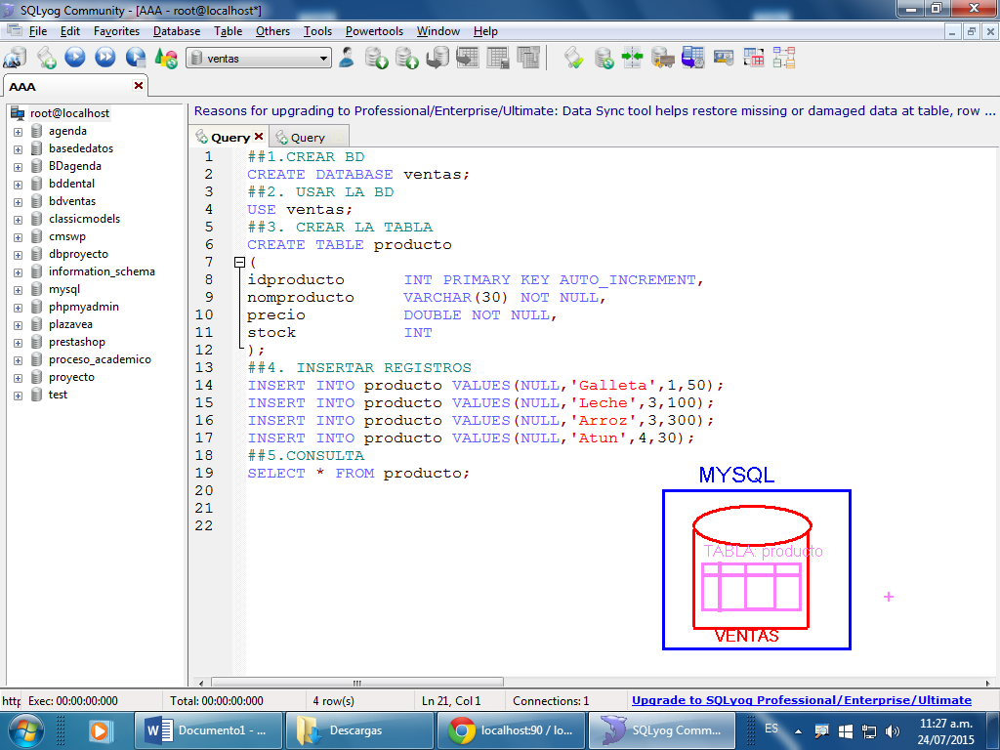 SQLyog Community - [AAA - root@localhost*]
File Edit Favorites Database Table Others Tools Powertools Window Help
ventas
AAA
root@localhost
agenda
basededatos
BDagenda
bddental
bdventas
classicmodels
cmswp
dbproyecto
information_schema
mysql
phpmyadmin
plazavea
prestashop
proceso_academico
proyecto
test
Reasons for upgrading to Professional/Enterprise/Ultimate: Data Sync tool helps restore missing or damaged data at table, row ...
Query Query
1 ##1.CREAR BD
2 CREATE DATABASE ventas;
3 ##2. USAR LA BD
4 USE ventas;
5 ##3. CREAR LA TABLA
6 CREATE TABLE producto
7 (
8 idproducto INT PRIMARY KEY AUTO_INCREMENT,
9 nomproducto VARCHAR(30) NOT NULL,
10 precio DOUBLE NOT NULL,
11 stock INT
12 );
13 ##4. INSERTAR REGISTROS
14 INSERT INTO producto VALUES(NULL,'Galleta',1,50);
15 INSERT INTO producto VALUES(NULL,'Leche',3,100);
16 INSERT INTO producto VALUES(NULL,'Arroz',3,300);
17 INSERT INTO producto VALUES(NULL,'Atun',4,30);
18 ##5.CONSULTA
19 SELECT * FROM producto;
20
21
22
MYSQL
TABLA: producto
VENTAS
http Exec: 00:00:00:000 Total: 00:00:00:000 4 row(s) Ln 21, Col 1 Connections: 1 Upgrade to SQLyog Professional/Enterprise/Ultimate
Documento1 - ... Descargas localhost:90 / lo... SQLyog Comm... ES 11:27 a.m.
24/07/2015